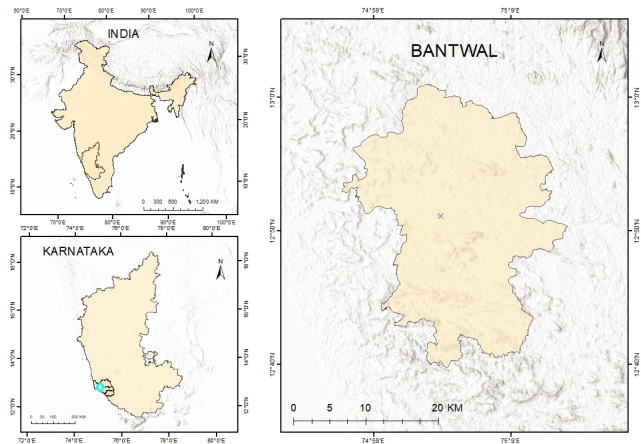 60°0'E 70°0'E 80°0'E 90°0'E 100°0'E
INDIA
N
30°0'N
30°0'N
20°0'N
20°0'N
10°0'N
10°0'N
0 300 600 1,200 KM
70°0'E 80°0'E 90°0'E 100°0'E
72°0'E 74°0'E 76°0'E 78°0'E 80°0'E
KARNATAKA
N
18°0'N
18°0'N
16°0'N
16°0'N
14°0'N
14°0'N
12°0'N
12°0'N
0 50 100 200 KM
72°0'E 74°0'E 76°0'E 78°0'E 80°0'E
74°59'E 75°9'E
BANTWAL
N
13°0'N
13°0'N
12°50'N
12°50'N
12°40'N
12°40'N
0 5 10 20 KM
74°59'E 75°9'E